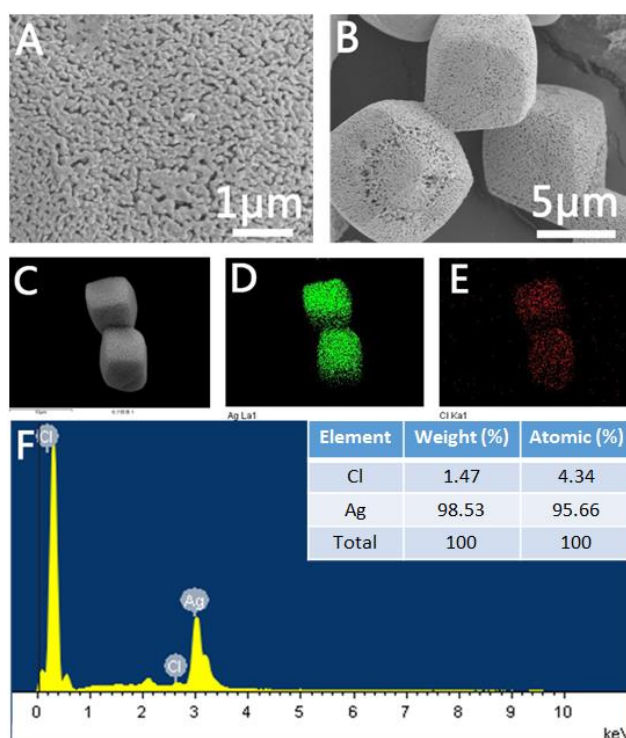 A
1µm
B
5µm
C
D
Ag La1
E
Cl Ka1
F
Cl
Cl
Ag
Element Weight (%) Atomic (%)
Cl 1.47 4.34
Ag 98.53 95.66
Total 100 100
0 1 2 3 4 5 6 7 8 9 10
keV